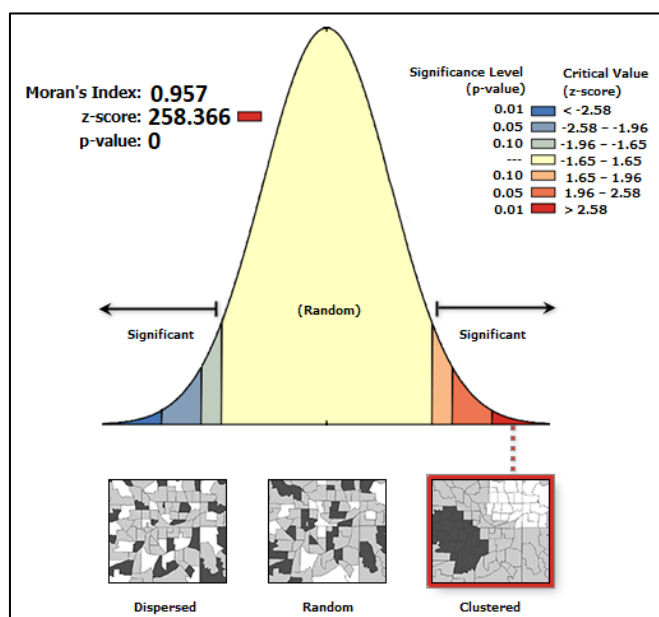 Moran's Index: 0.957
z-score: 258.366
p-value: 0
Significance Level
(p-value)
Critical Value
(z-score)
0.01 < -2.58
0.05 -2.58 – -1.96
0.10 -1.96 – -1.65
--- -1.65 – 1.65
0.10 1.65 – 1.96
0.05 1.96 – 2.58
0.01 > 2.58
(Random)
Significant
Significant
Dispersed
Random
Clustered